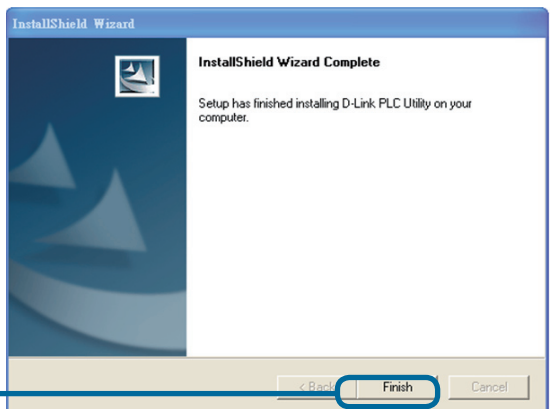 InstallShield Wizard
InstallShield Wizard Complete
Setup has finished installing D-Link PLC Utility on your
computer.
< Back
Finish
Cancel